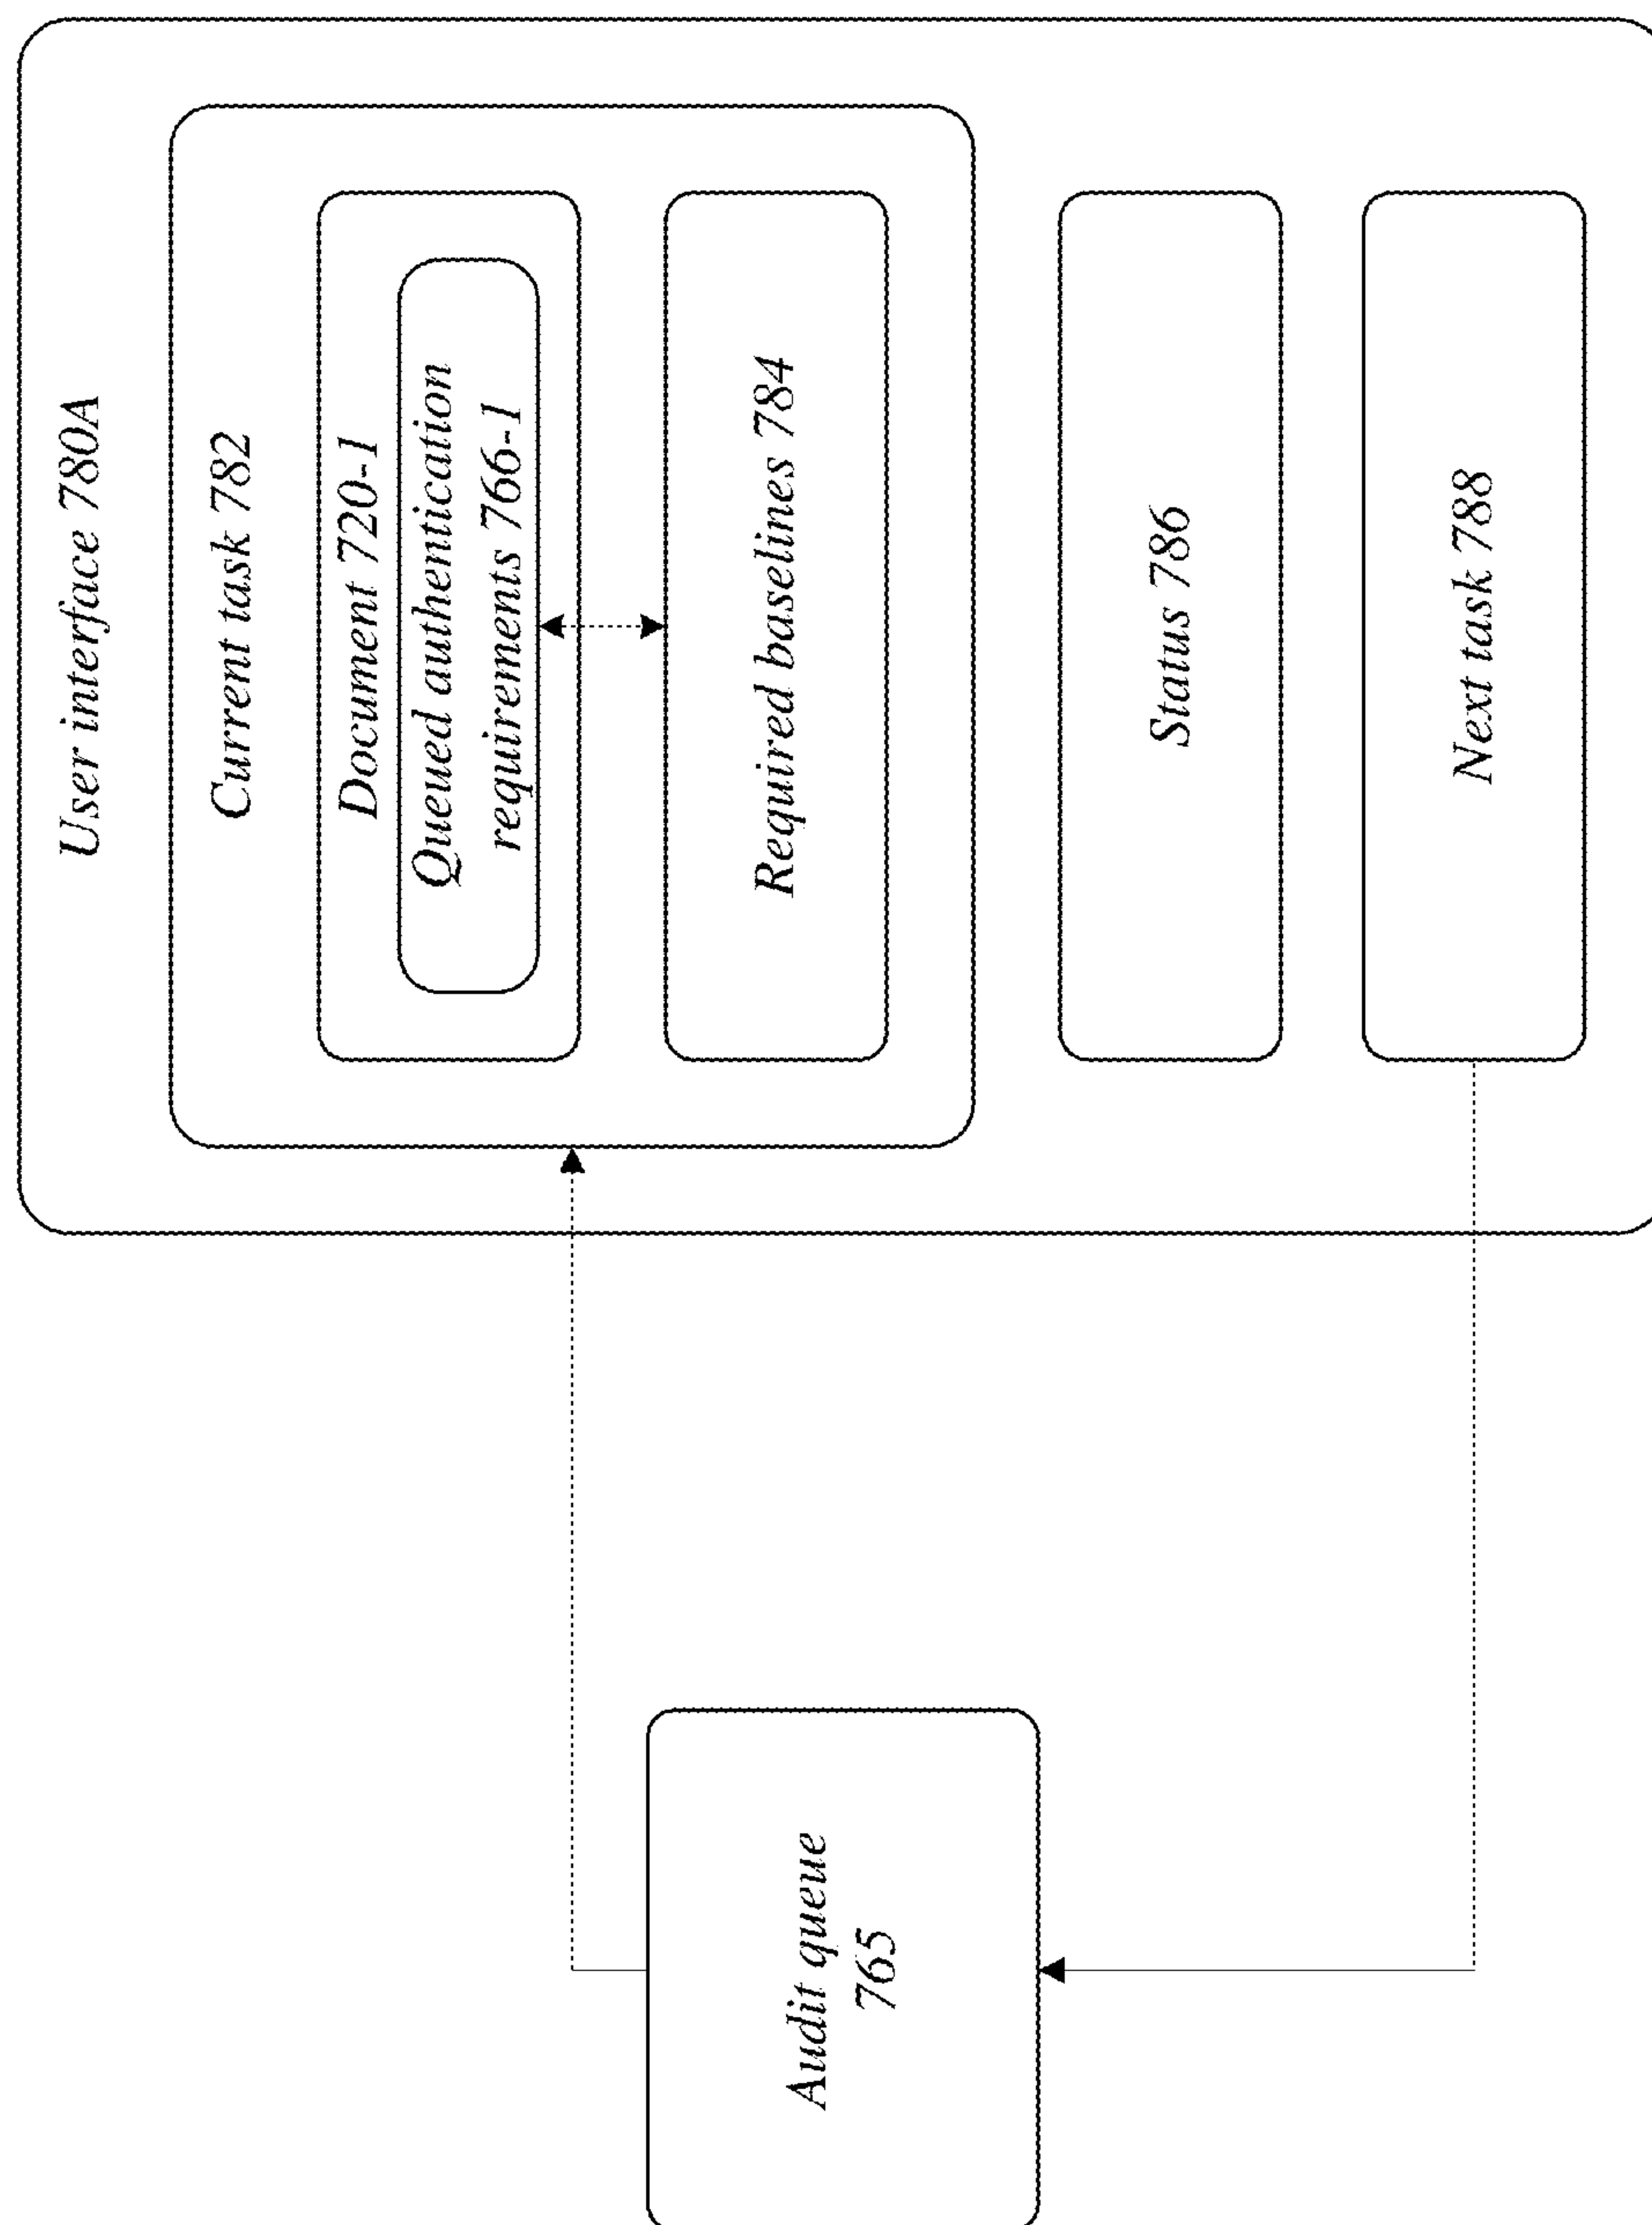 User interface 780A
Current task 782
Document 720-1
Queued authentication
requirements 766-1
Required baselines 784
Status 786
Next task 788
Audit queue
765